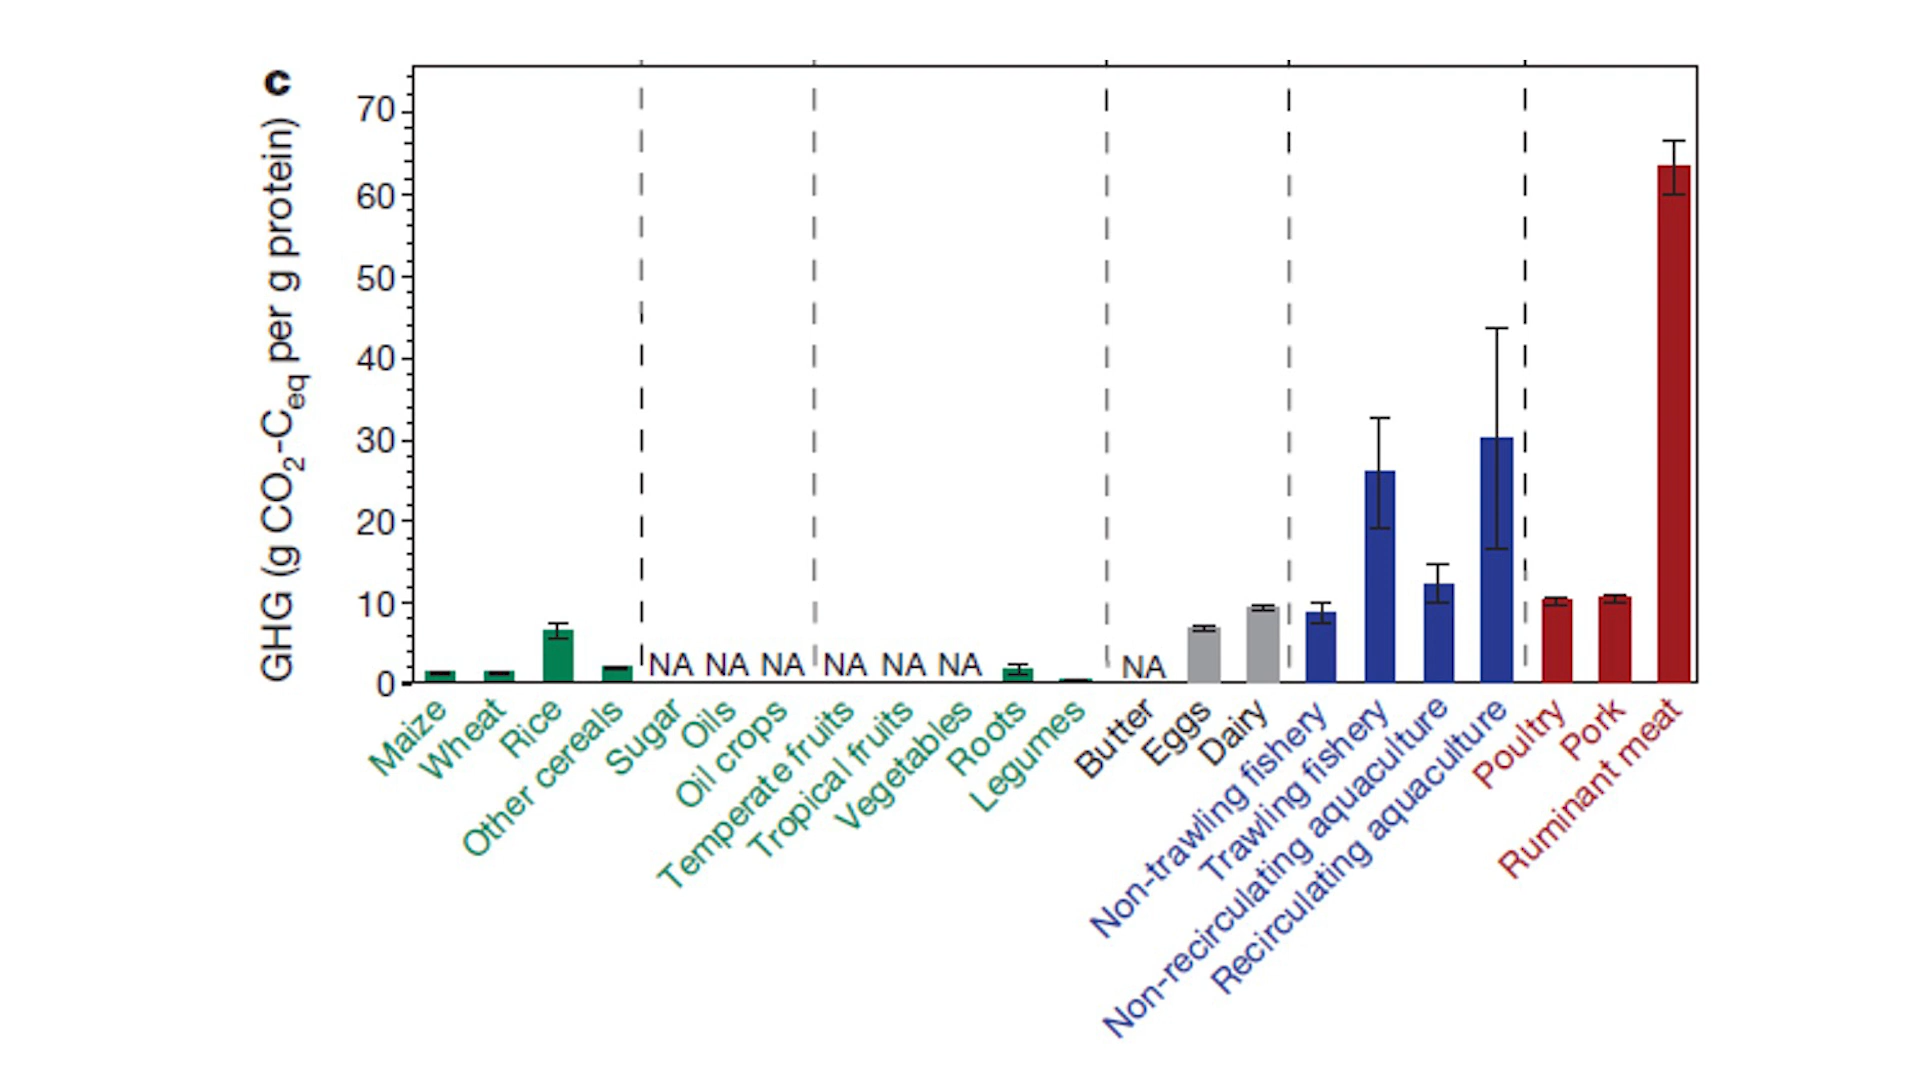 c
GHG (g CO2-Ceq per g protein)
70
60
50
40
30
20
10
0
NA NA NA NA NA NA NA
Maize
Wheat
Rice
Other cereals
Sugar
Oils
Oil crops
Temperate fruits
Tropical fruits
Vegetables
Roots
Legumes
Butter
Eggs
Dairy
Non-trawling fishery
Trawling fishery
Non-recirculating aquaculture
Recirculating aquaculture
Poultry
Pork
Ruminant meat